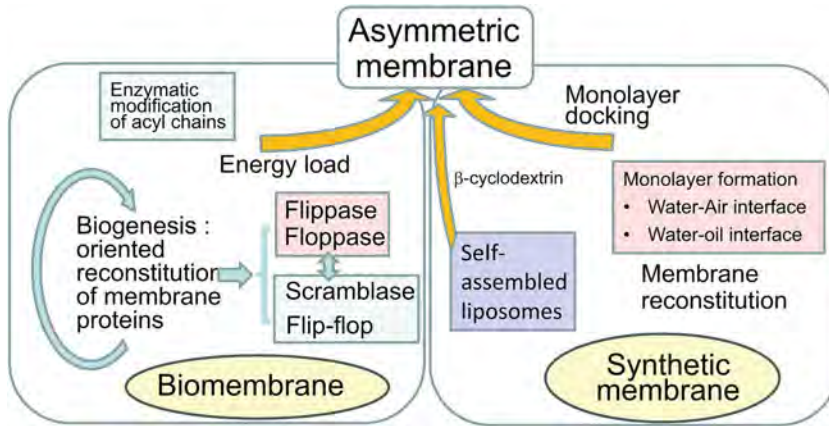 Asymmetric
membrane
Enzymatic
modification
of acyl chains
Energy load
Biogenesis :
oriented
reconstitution
of membrane
proteins
Flippase
Floppase
Scramblase
Flip-flop
Biomembrane
Monolayer
docking
β-cyclodextrin
Self-
assembled
liposomes
Monolayer formation
• Water-Air interface
• Water-oil interface
Membrane
reconstitution
Synthetic
membrane